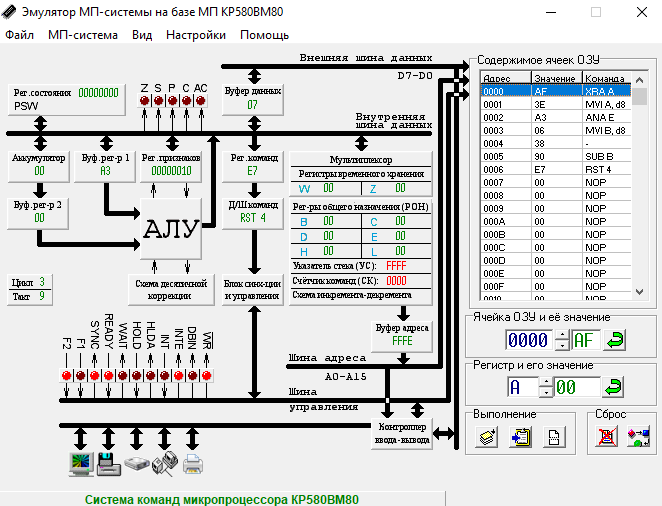 Эмулятор МП-системы на базе МП КР580ВМ80
Файл МП-система Вид Настройки Помощь
Внешняя шина данных
D7-D0
Z S P C AC
Рег.состояния 00000000
PSW
Буфер данных
07
Внутренняя
шина данных
Аккумулятор
00
Буф.рег-р 1
A3
Рег.признаков
00000010
Рег.команд
E7
Мультиплексор
Регистры временного хранения
W 00 Z 00
Буф.рег-р 2
00
АЛУ
Д/Ш команд
RST 4
Рег-ры общего назначения (РОН)
B 00 C 00
D 00 E 00
H 00 L 00
Указатель стека (УС): FFFF
Счётчик команд (СК): 0000
Схема инкремента-декремента
Цикл 3
Такт 9
Схема десятичной
коррекции
Блок синх-ции
и управления
Буфер адреса
FFFE
F2 F1 SYNC READY WAIT HOLD HLDA INT INTE DBIN WR
Шина адреса
A0-A15
Шина
управления
Контроллер
ввода-вывода
Система команд микропроцессора КР580ВМ80
Содержимое ячеек ОЗУ
Адрес Значение Команда
0000 AF XRA A
0001 3E MVI A, d8
0002 A3 ANA E
0003 06 MVI B, d8
0004 38 -
0005 90 SUB B
0006 E7 RST 4
0007 00 NOP
0008 00 NOP
0009 00 NOP
000A 00 NOP
000B 00 NOP
000C 00 NOP
000D 00 NOP
000E 00 NOP
000F 00 NOP
0010 00 NOP
Ячейка ОЗУ и её значение
0000 AF
Регистр и его значение
A 00
Выполнение
Сброс